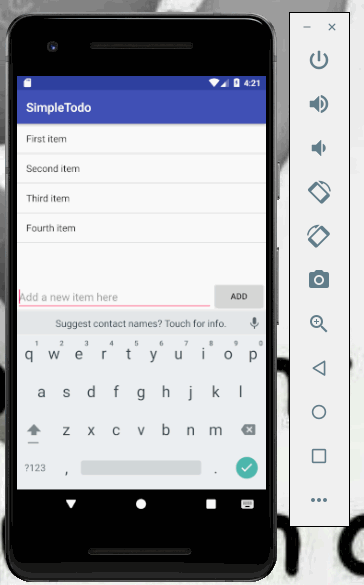 4:21
SimpleTodo
First item
Second item
Third item
Fourth item
Add a new item here
ADD
Suggest contact names? Touch for info.
1 2 3 4 5 6 7 8 9 0
q w e r t y u i o p
a s d f g h j k l
z x c v b n m
?123 , .